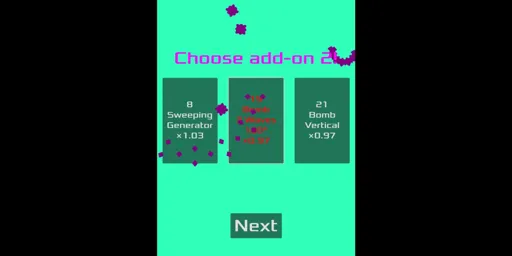 Choose add-on 2
8
Sweeping
Generator
×1.03
21
Bomb
Vertical
×0.97
Next